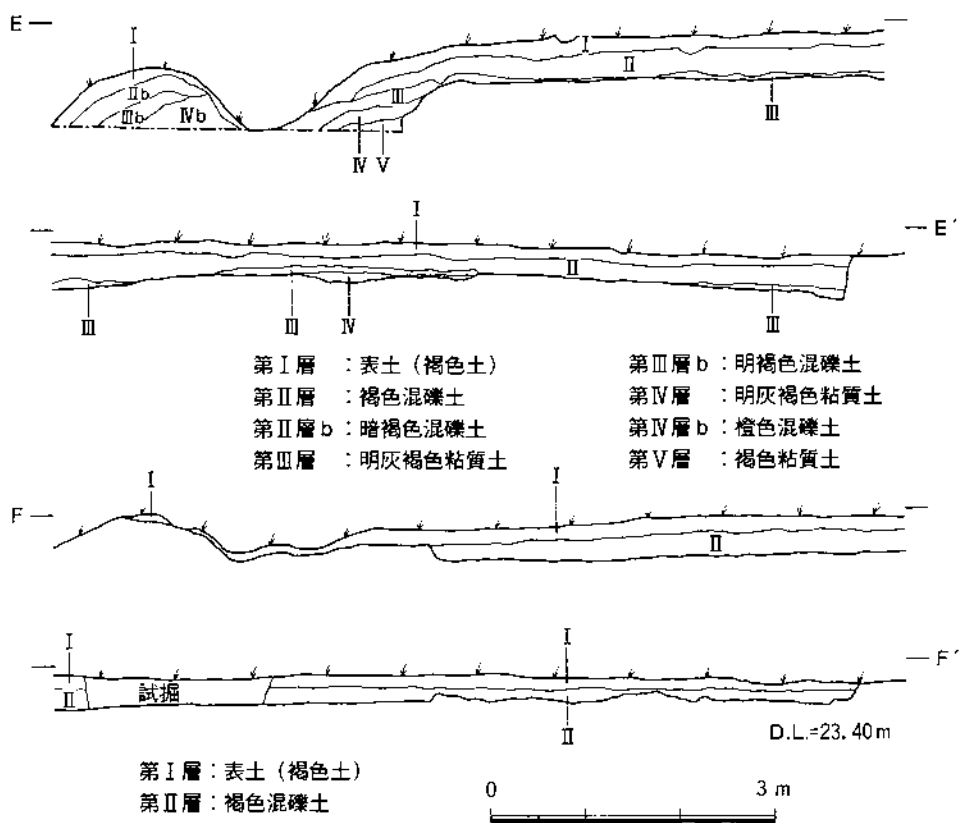 E
I
I
IIb
II
IIIb
IVb
III
III
IV
V
I
E´
II
III
III
IV
III
第I層 ：表土（褐色土）
第II層 ：褐色混礫土
第II層b：暗褐色混礫土
第III層 ：明灰褐色粘質土
第III層b：明褐色混礫土
第IV層 ：明灰褐色粘質土
第IV層b：橙色混礫土
第V層 ：褐色粘質土
F
I
I
II
I
I
F´
II
試掘
II
D.L.=23.40m
第I層：表土（褐色土）
第II層：褐色混礫土
0 3m